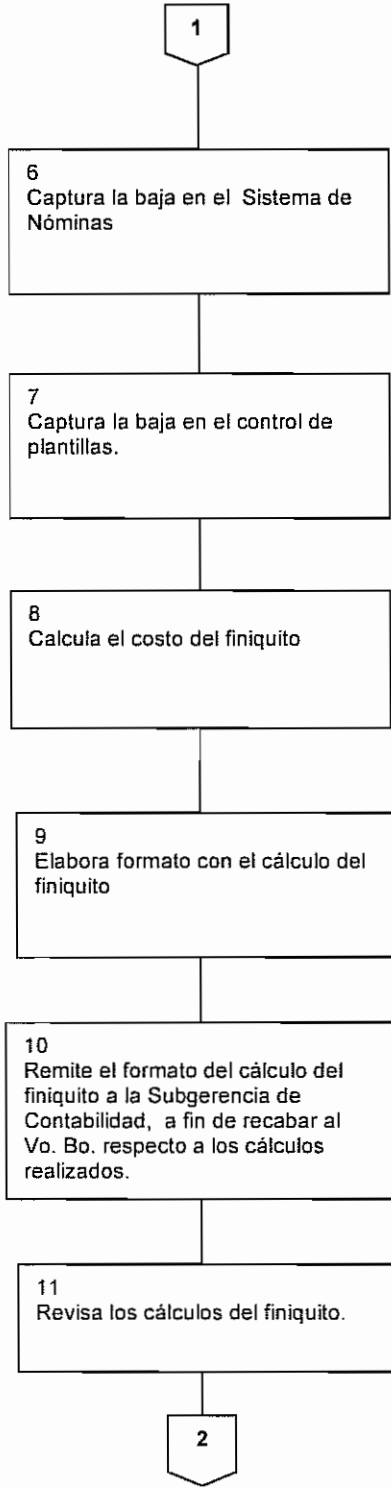 1
6
Captura la baja en el Sistema de
Nóminas
7
Captura la baja en el control de
plantillas.
8
Calcula el costo del finiquito
9
Elabora formato con el cálculo del
finiquito
10
Remite el formato del cálculo del
finiquito a la Subgerencia de
Contabilidad, a fin de recabar al
Vo. Bo. respecto a los cálculos
realizados.
11
Revisa los cálculos del finiquito.
2